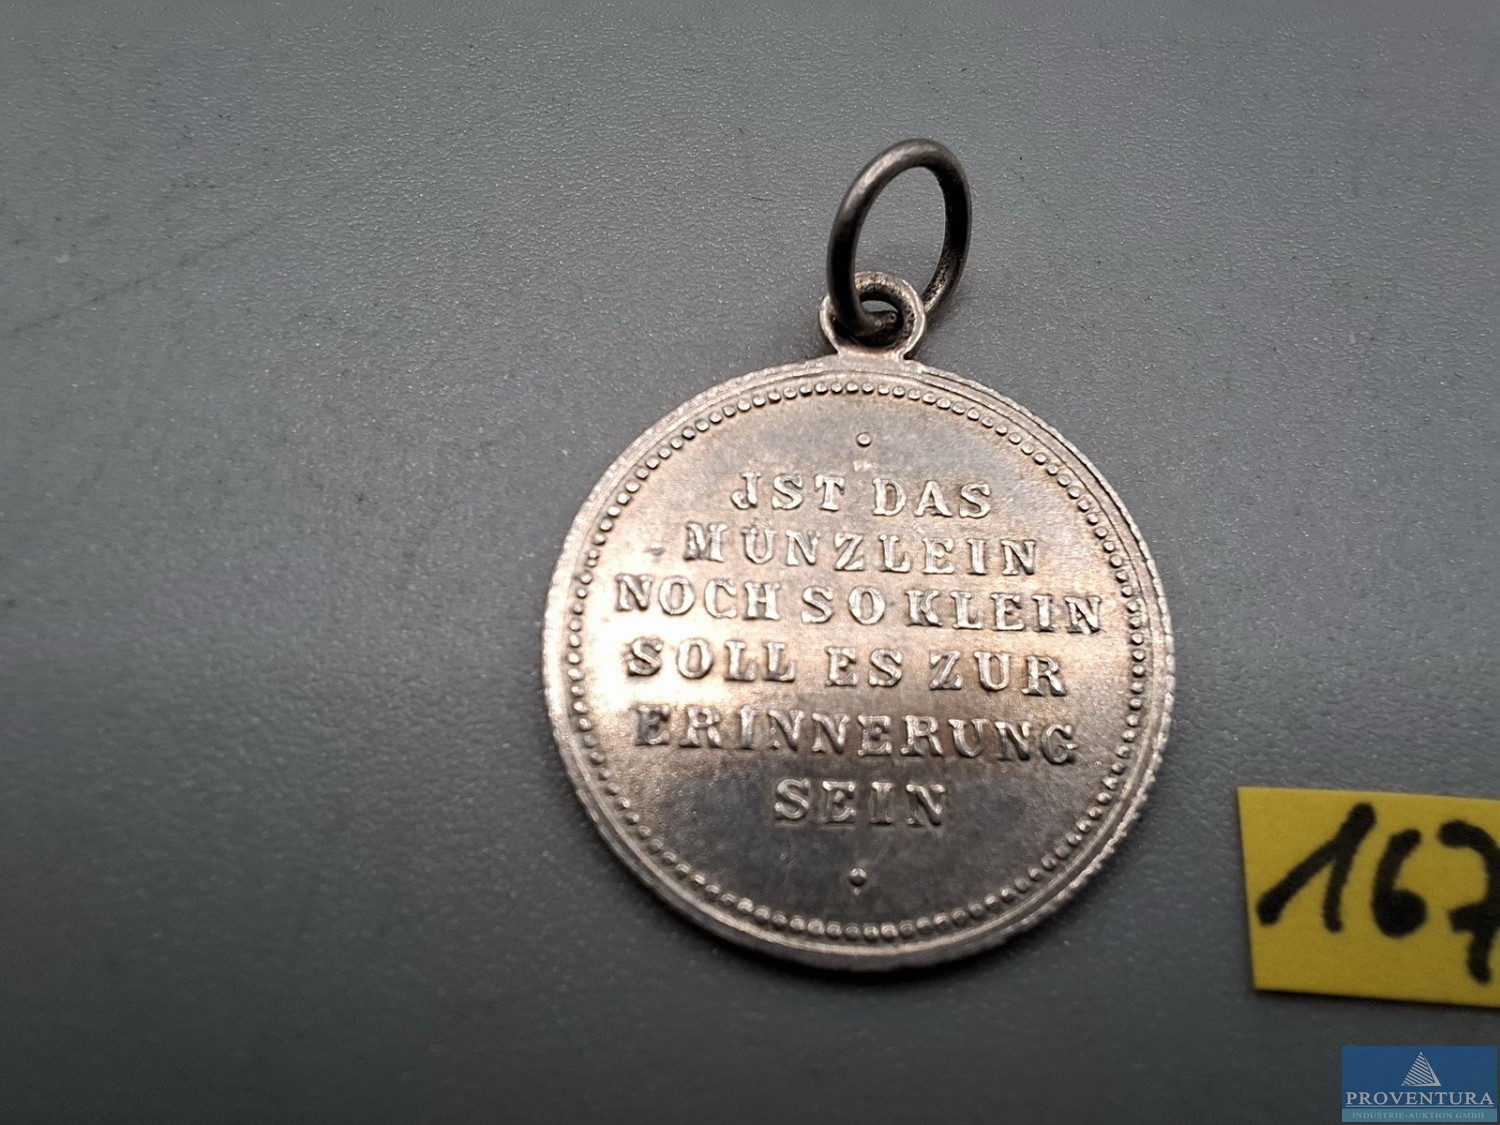 JST DAS
MÜNZLEIN
NOCH SO KLEIN
SOLL ES ZUR
ERINNERUNG
SEIN
167
PROVENTURA
INDUSTRIE-AUKTION GMBH